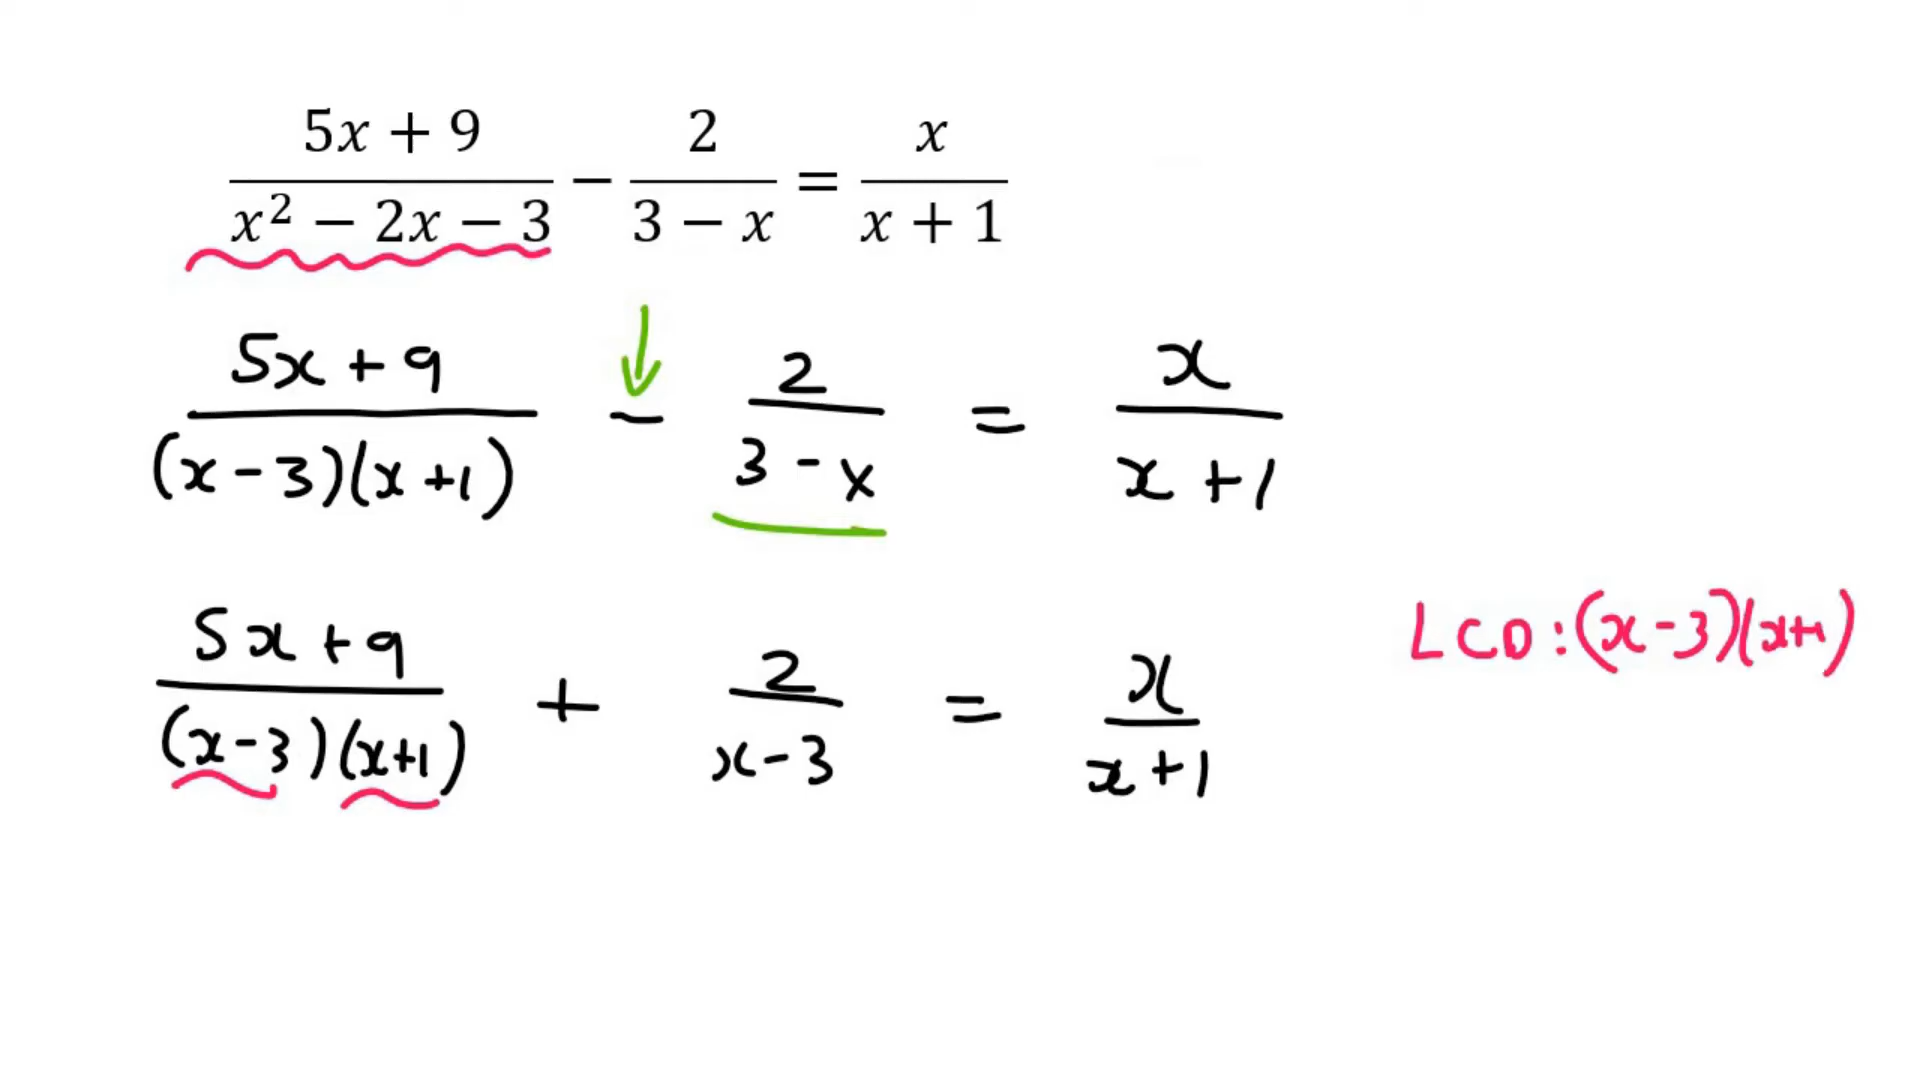 5x + 9 / x² − 2x − 3 − 2 / 3 − x = x / x + 1
5x + 9 / (x − 3)(x + 1) − 2 / 3 − x = x / x + 1
5x + 9 / (x − 3)(x + 1) + 2 / x − 3 = x / x + 1
LCD : (x − 3)(x + 1)